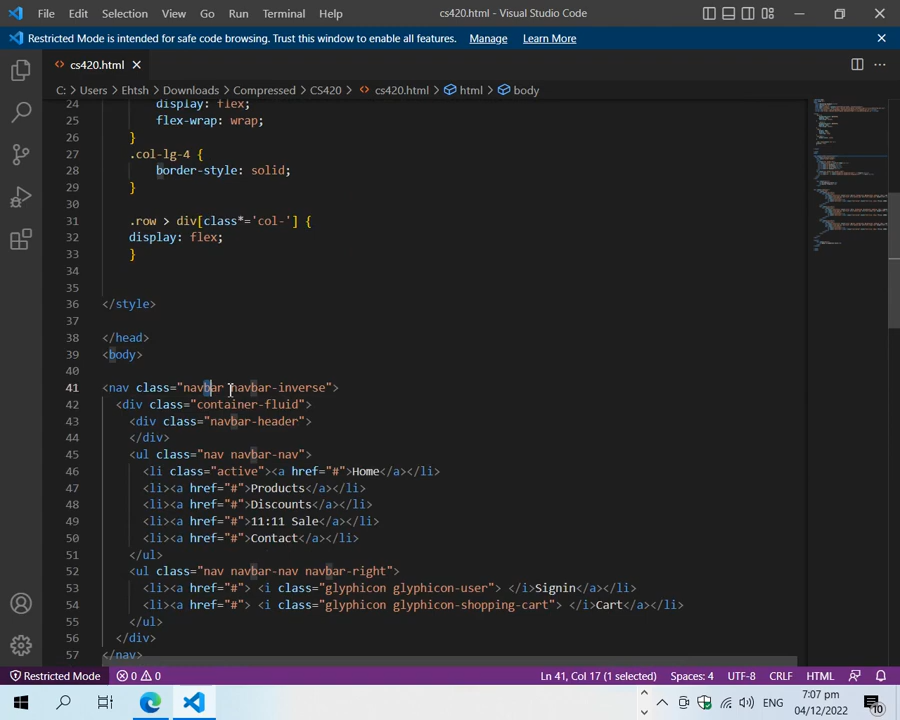 File Edit Selection View Go Run Terminal Help cs420.html - Visual Studio Code
Restricted Mode is intended for safe code browsing. Trust this window to enable all features. Manage Learn More
<> cs420.html
C: > Users > Ehtsh > Downloads > Compressed > CS420 > <> cs420.html > html > body
24 display: flex;
25 flex-wrap: wrap;
26 }
27 .col-lg-4 {
28 border-style: solid;
29 }
30
31 .row > div[class*='col-'] {
32 display: flex;
33 }
34
35
36 </style>
37
38 </head>
39 <body>
40
41 <nav class="navbar navbar-inverse">
42 <div class="container-fluid">
43 <div class="navbar-header">
44 </div>
45 <ul class="nav navbar-nav">
46 <li class="active"><a href="#">Home</a></li>
47 <li><a href="#">Products</a></li>
48 <li><a href="#">Discounts</a></li>
49 <li><a href="#">11:11 Sale</a></li>
50 <li><a href="#">Contact</a></li>
51 </ul>
52 <ul class="nav navbar-nav navbar-right">
53 <li><a href="#"> <i class="glyphicon glyphicon-user"> </i>Signin</a></li>
54 <li><a href="#"> <i class="glyphicon glyphicon-shopping-cart"> </i>Cart</a></li>
55 </ul>
56 </div>
57 </nav>
Restricted Mode 0 0 Ln 41, Col 17 (1 selected) Spaces: 4 UTF-8 CRLF HTML
ENG 7:07 pm 04/12/2022 10